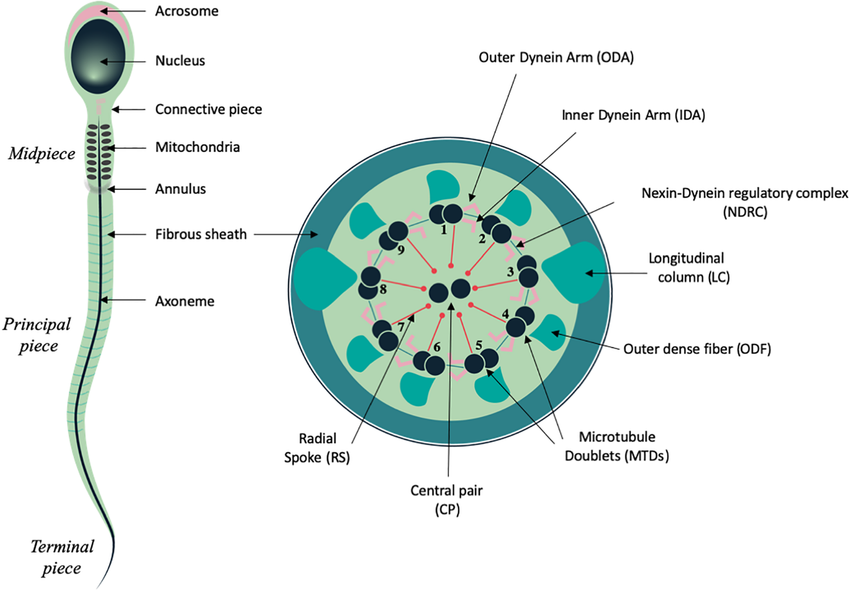 Acrosome
Nucleus
Connective piece
Midpiece
Mitochondria
Annulus
Fibrous sheath
Axoneme
Principal
piece
Terminal
piece
Outer Dynein Arm (ODA)
Inner Dynein Arm (IDA)
Nexin-Dynein regulatory complex
(NDRC)
Longitudinal
column (LC)
Outer dense fiber (ODF)
Microtubule
Doublets (MTDs)
Central pair
(CP)
Radial
Spoke (RS)
1
2
3
4
5
6
7
8
9